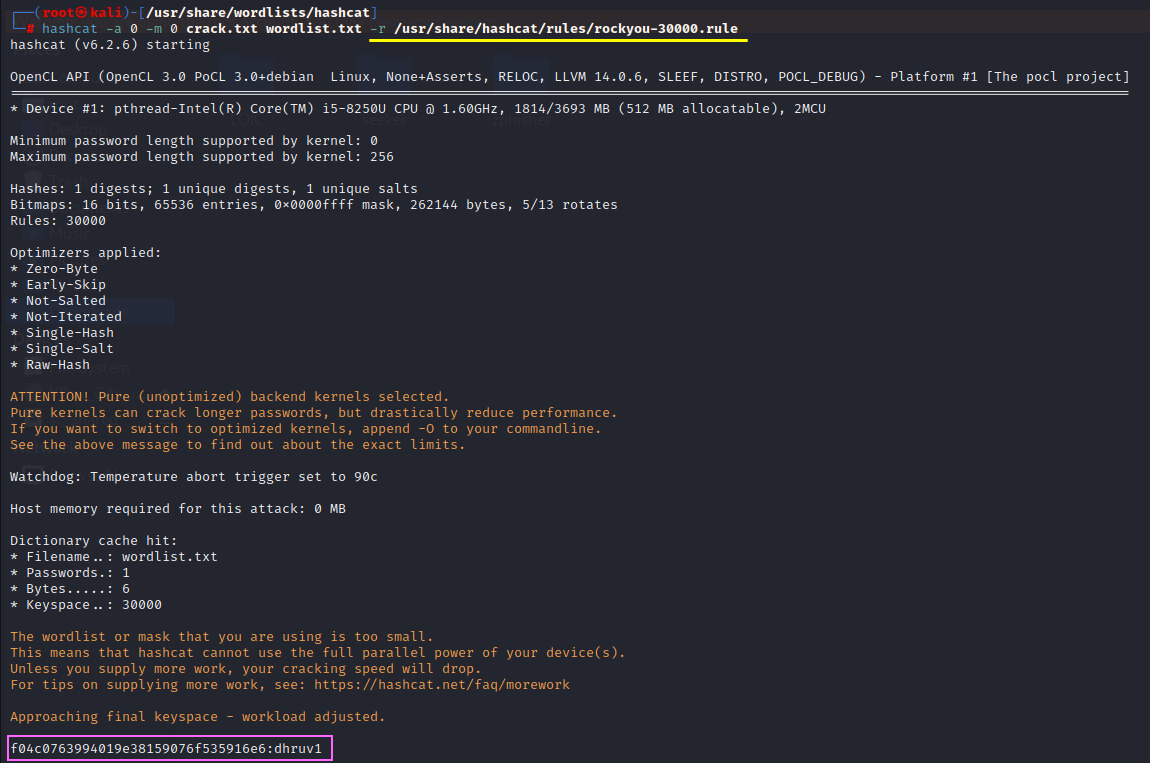 ┌──(root㉿kali)-[/usr/share/wordlists/hashcat]
└─# hashcat -a 0 -m 0 crack.txt wordlist.txt -r /usr/share/hashcat/rules/rockyou-30000.rule
hashcat (v6.2.6) starting
OpenCL API (OpenCL 3.0 PoCL 3.0+debian  Linux, None+Asserts, RELOC, LLVM 14.0.6, SLEEF, DISTRO, POCL_DEBUG) - Platform #1 [The pocl project]
* Device #1: pthread-Intel(R) Core(TM) i5-8250U CPU @ 1.60GHz, 1814/3693 MB (512 MB allocatable), 2MCU
Minimum password length supported by kernel: 0
Maximum password length supported by kernel: 256
Hashes: 1 digests; 1 unique digests, 1 unique salts
Bitmaps: 16 bits, 65536 entries, 0×0000ffff mask, 262144 bytes, 5/13 rotates
Rules: 30000
Optimizers applied:
* Zero-Byte
* Early-Skip
* Not-Salted
* Not-Iterated
* Single-Hash
* Single-Salt
* Raw-Hash
ATTENTION! Pure (unoptimized) backend kernels selected.
Pure kernels can crack longer passwords, but drastically reduce performance.
If you want to switch to optimized kernels, append -O to your commandline.
See the above message to find out about the exact limits.
Watchdog: Temperature abort trigger set to 90c
Host memory required for this attack: 0 MB
Dictionary cache hit:
* Filename..: wordlist.txt
* Passwords.: 1
* Bytes.....: 6
* Keyspace..: 30000
The wordlist or mask that you are using is too small.
This means that hashcat cannot use the full parallel power of your device(s).
Unless you supply more work, your cracking speed will drop.
For tips on supplying more work, see: https://hashcat.net/faq/morework
Approaching final keyspace - workload adjusted.
f04c0763994019e38159076f535916e6:dhruv1